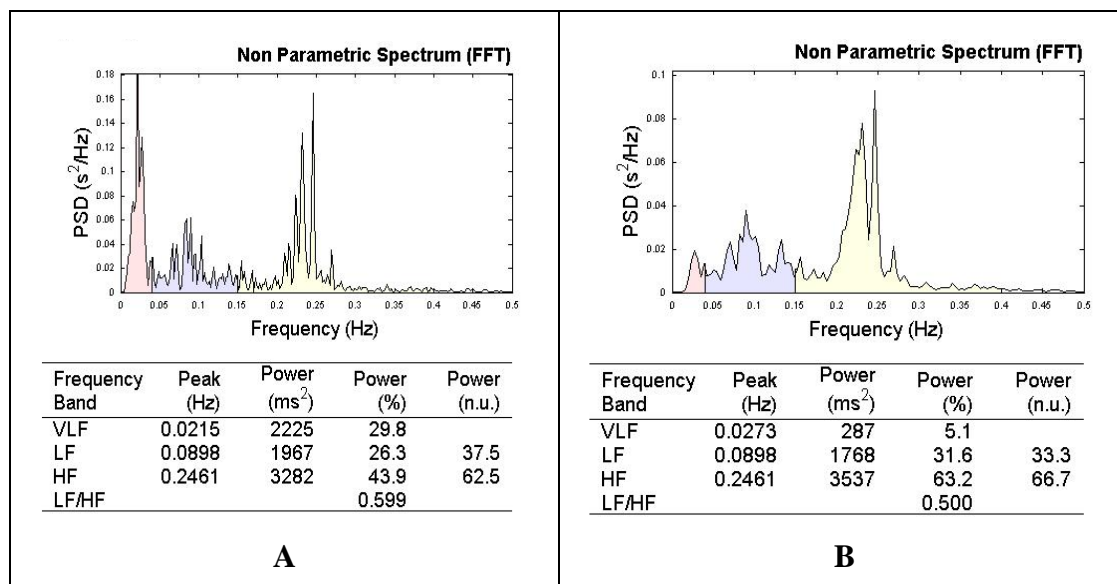 Non Parametric Spectrum (FFT)
0.18
0.16
0.14
0.12
0.1
0.08
0.06
0.04
0.02
0
PSD (s²/Hz)
0 0.05 0.1 0.15 0.2 0.25 0.3 0.35 0.4 0.45 0.5
Frequency (Hz)
Frequency Peak Power Power Power
Band (Hz) (ms²) (%) (n.u.)
VLF 0.0215 2225 29.8
LF 0.0898 1967 26.3 37.5
HF 0.2461 3282 43.9 62.5
LF/HF 0.599
A
Non Parametric Spectrum (FFT)
0.1
0.08
0.06
0.04
0.02
0
PSD (s²/Hz)
0 0.05 0.1 0.15 0.2 0.25 0.3 0.35 0.4 0.45 0.5
Frequency (Hz)
Frequency Peak Power Power Power
Band (Hz) (ms²) (%) (n.u.)
VLF 0.0273 287 5.1
LF 0.0898 1768 31.6 33.3
HF 0.2461 3537 63.2 66.7
LF/HF 0.500
B